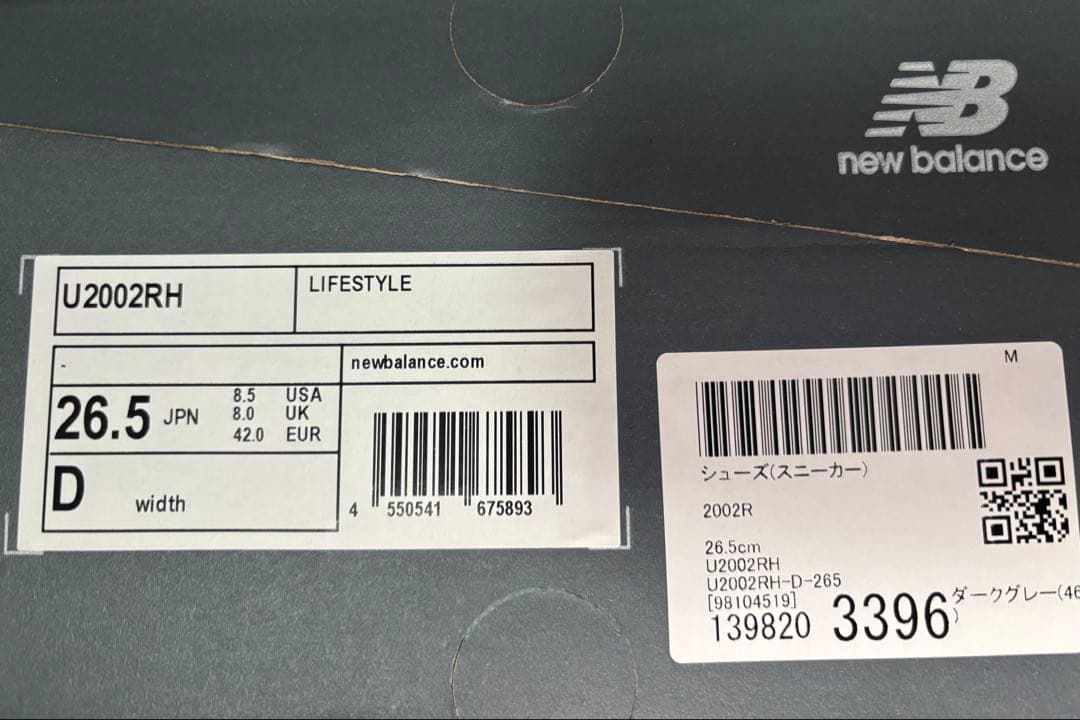 NB
new balance
U2002RH
LIFESTYLE
-
newbalance.com
26.5 JPN
8.5 USA
8.0 UK
42.0 EUR
D width
4 550541 675893
M
シューズ(スニーカー)
2002R
26.5cm
U2002RH
U2002RH-D-265
[98104519]
139820 3396
ダークグレー(46
)